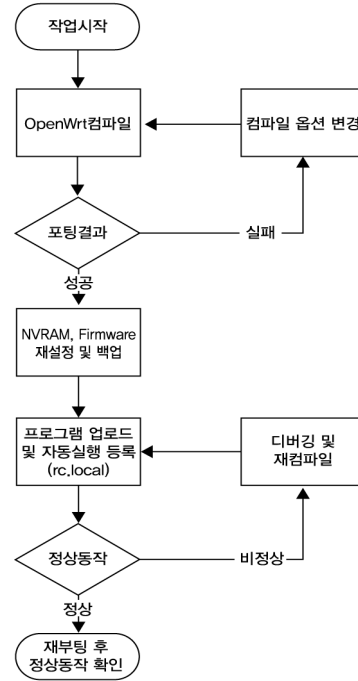 작업시작
OpenWrt컴파일
컴파일 옵션 변경
포팅결과
실패
성공
NVRAM, Firmware
재설정 및 백업
프로그램 업로드
및 자동실행 등록
(rc.local)
디버깅 및
재컴파일
정상동작
비정상
정상
재부팅 후
정상동작 확인